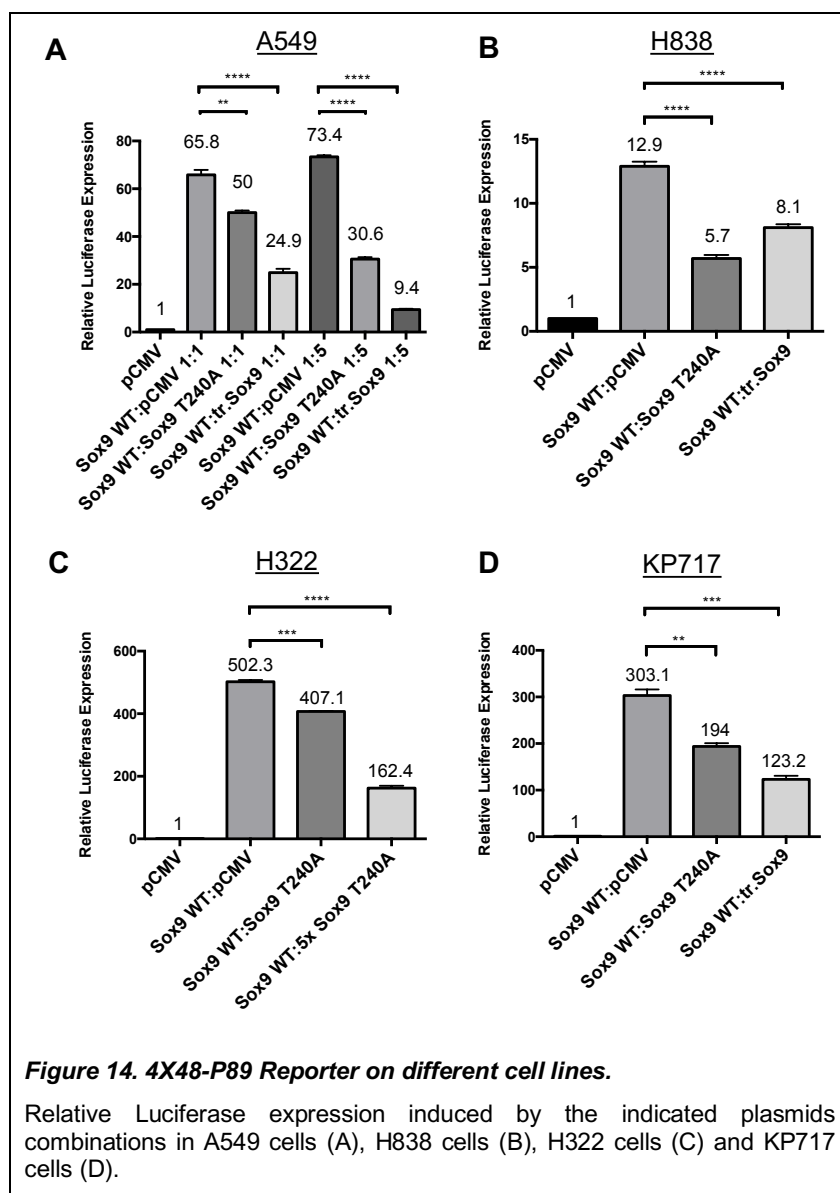 A
A549
****
****
**
****
Relative Luciferase Expression
80
60
40
20
0
1
65.8
50
24.9
73.4
30.6
9.4
pCMV
Sox9 WT:pCMV 1:1
Sox9 WT:Sox9 T240A 1:1
Sox9 WT:tr.Sox9 1:1
Sox9 WT:pCMV 1:5
Sox9 WT:Sox9 T240A 1:5
Sox9 WT:tr.Sox9 1:5
B
H838
****
****
Relative Luciferase Expression
15
10
5
0
1
12.9
5.7
8.1
pCMV
Sox9 WT:pCMV
Sox9 WT:Sox9 T240A
Sox9 WT:tr.Sox9
C
H322
****
***
Relative Luciferase Expression
600
400
200
0
1
502.3
407.1
162.4
pCMV
Sox9 WT:pCMV
Sox9 WT:Sox9 T240A
Sox9 WT:5x Sox9 T240A
D
KP717
***
**
Relative Luciferase Expression
400
300
200
100
0
1
303.1
194
123.2
pCMV
Sox9 WT:pCMV
Sox9 WT:Sox9 T240A
Sox9 WT:tr.Sox9
Figure 14. 4X48-P89 Reporter on different cell lines.
Relative Luciferase expression induced by the indicated plasmids
combinations in A549 cells (A), H838 cells (B), H322 cells (C) and KP717
cells (D).